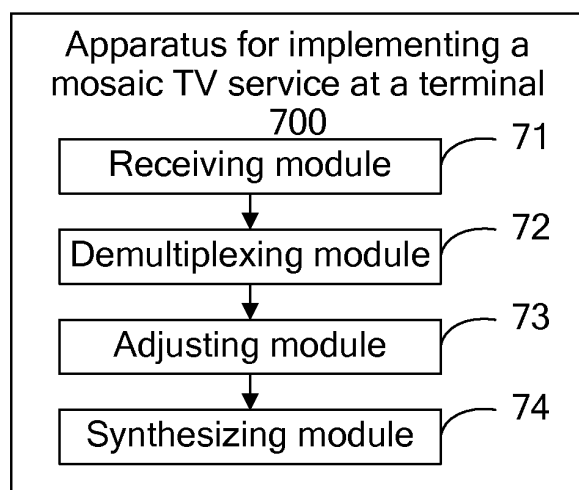 Apparatus for implementing a
mosaic TV service at a terminal
700
Receiving module
71
Demultiplexing module
72
Adjusting module
73
Synthesizing module
74